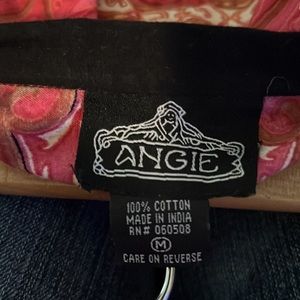 ANGIE
100% COTTON
MADE IN INDIA
RN# 060508
M
CARE ON REVERSE